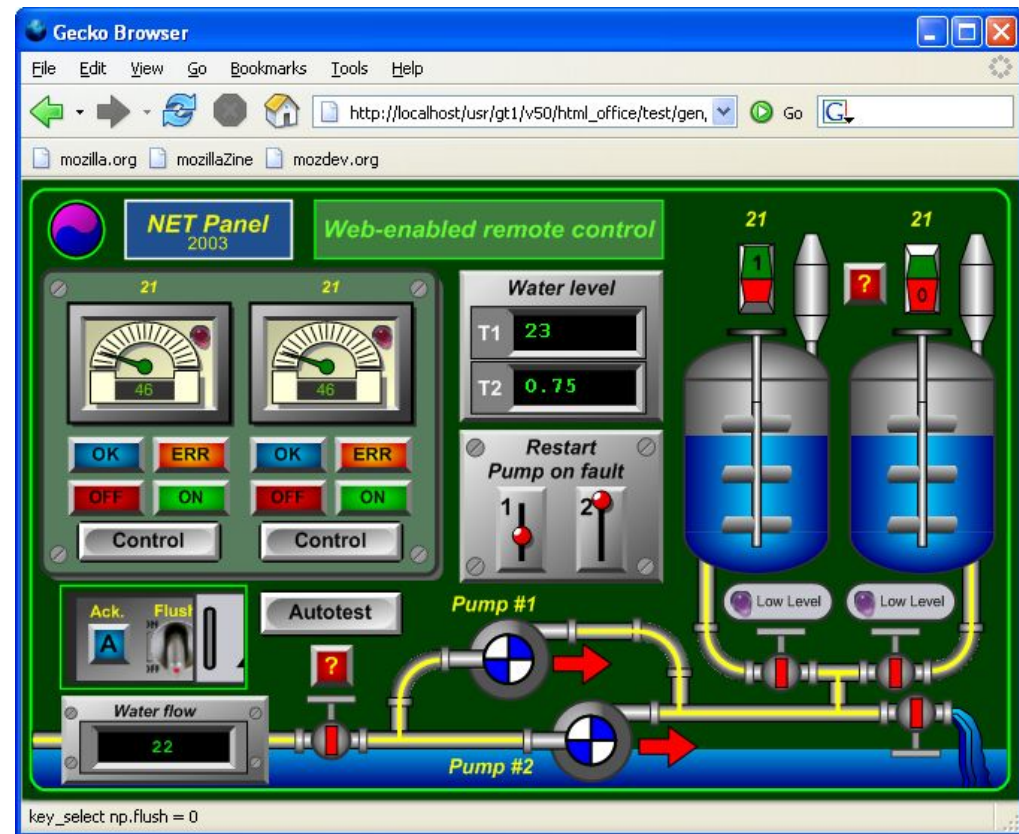 Gecko Browser
File Edit View Go Bookmarks Tools Help
http://localhost/usr/gt1/v50/html_office/test/gen, Go G
mozilla.org mozillaZine mozdev.org
NET Panel
2003
Web-enabled remote control
21 21
1 ? 0
21 21
46 46
Water level
T1 23
T2 0.75
OK ERR OK ERR
OFF ON OFF ON
Control Control
Restart
Pump on fault
1 2
Ack. Flush
ON
A
OFF
Autotest
Pump #1
Low Level Low Level
?
Water flow
22
Pump #2
key_select np.flush = 0